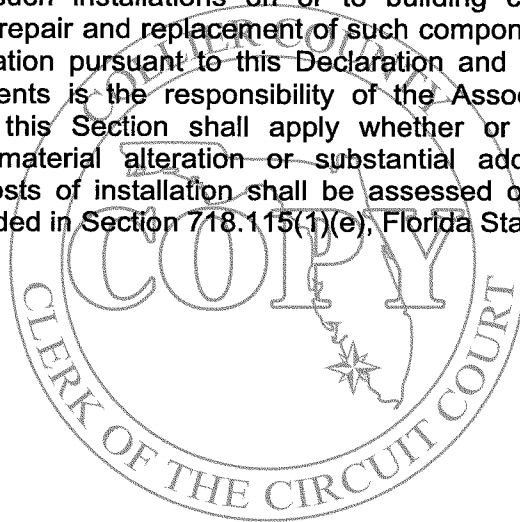 such installations on or to building c
repair and replacement of such compon
ation pursuant to this Declaration and
ents is the responsibility of the Assoc
this Section shall apply whether or
material alteration or substantial add
osts of installation shall be assessed o
ded in Section 718.115(1)(e), Florida Sta
COLLIER COUNTY
COPY
CLERK OF THE CIRCUIT COURT